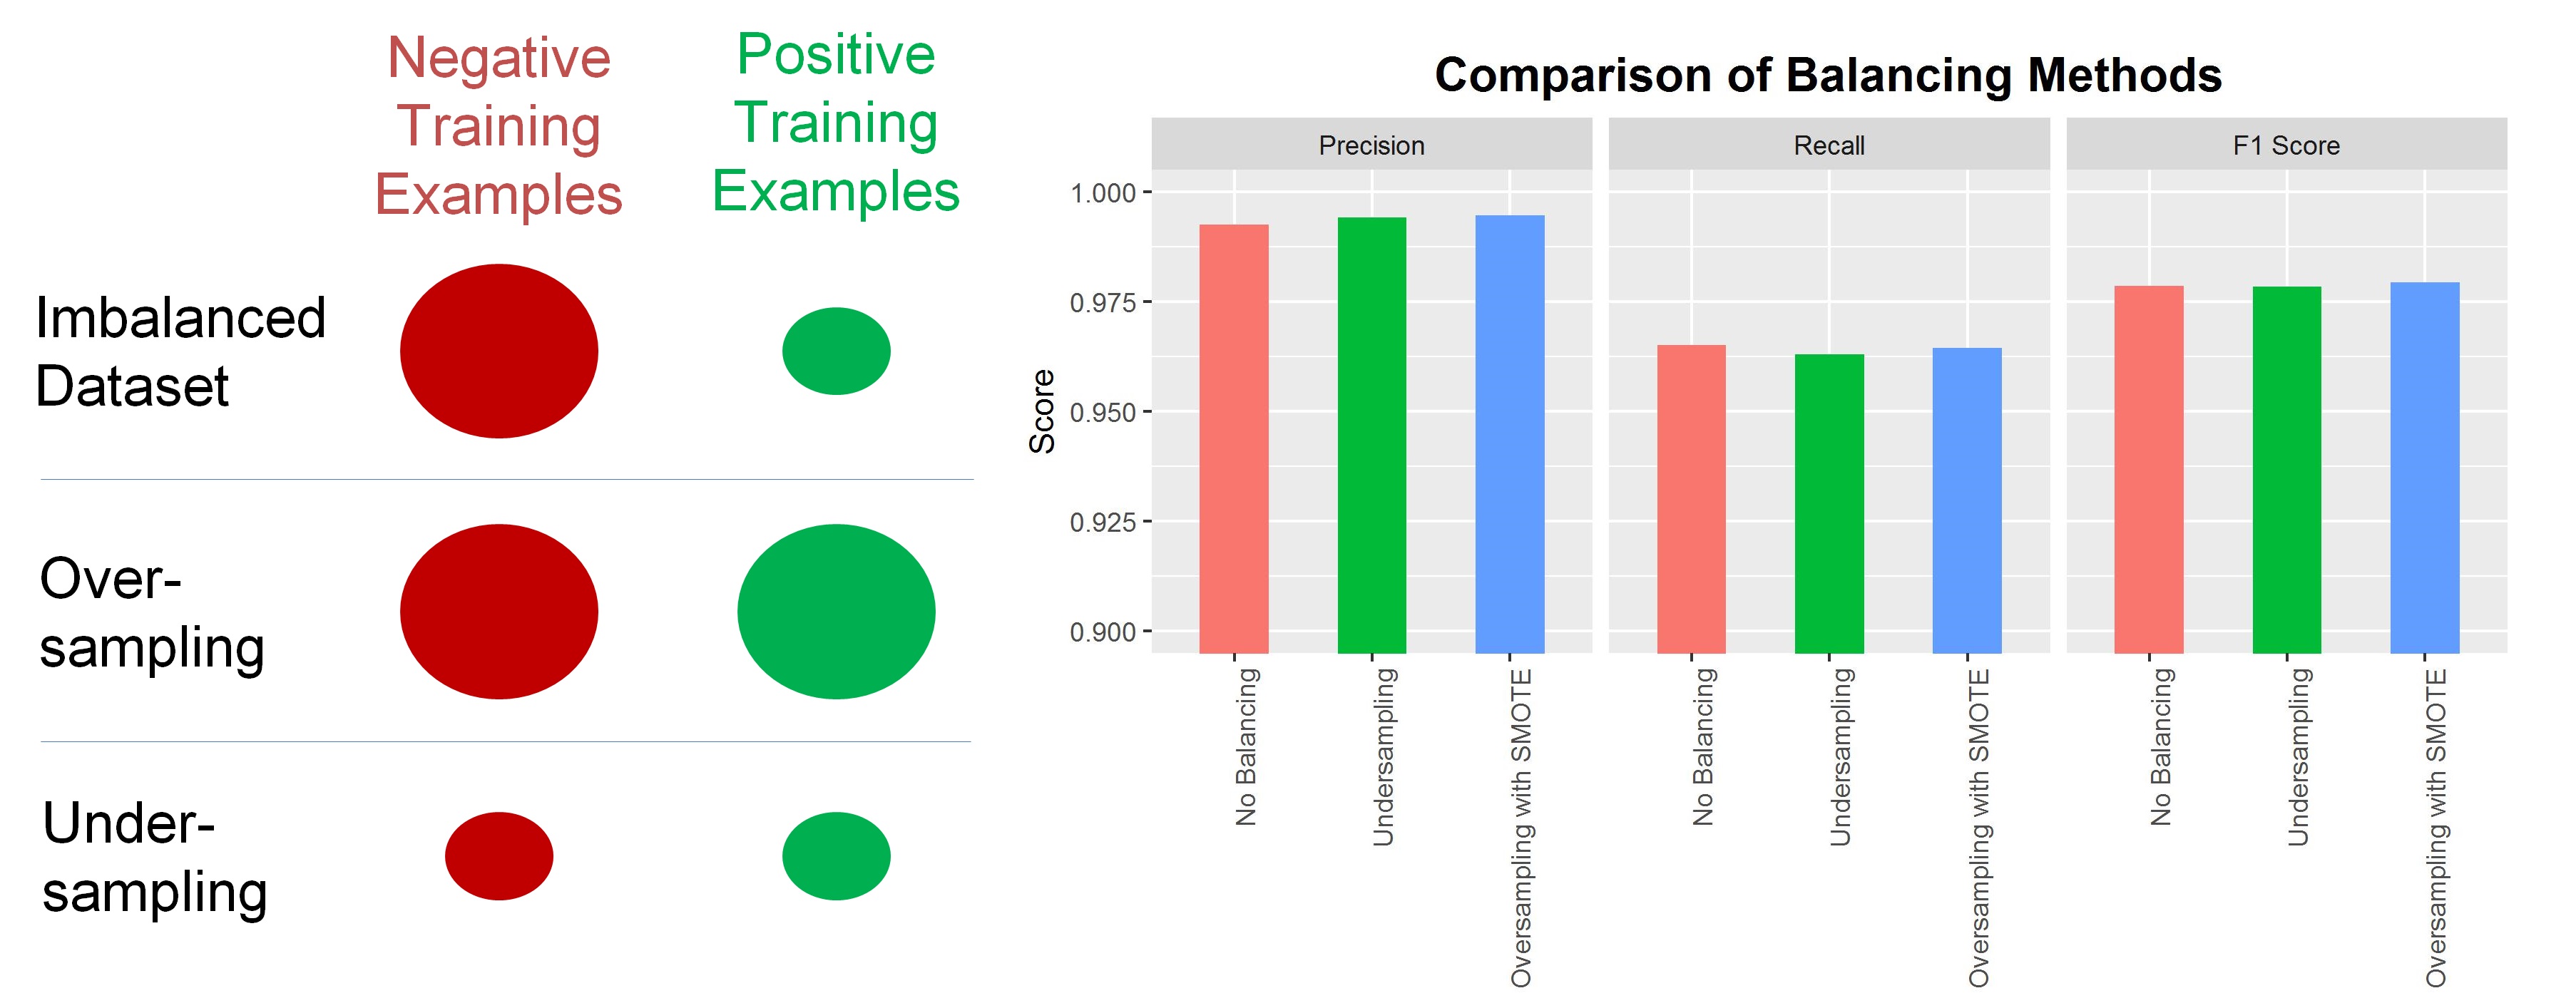 Negative
Training
Examples
Positive
Training
Examples
Imbalanced
Dataset
Over-
sampling
Under-
sampling
Comparison of Balancing Methods
Precision
Recall
F1 Score
Score
1.000
0.975
0.950
0.925
0.900
No Balancing
Undersampling
Oversampling with SMOTE
No Balancing
Undersampling
Oversampling with SMOTE
No Balancing
Undersampling
Oversampling with SMOTE